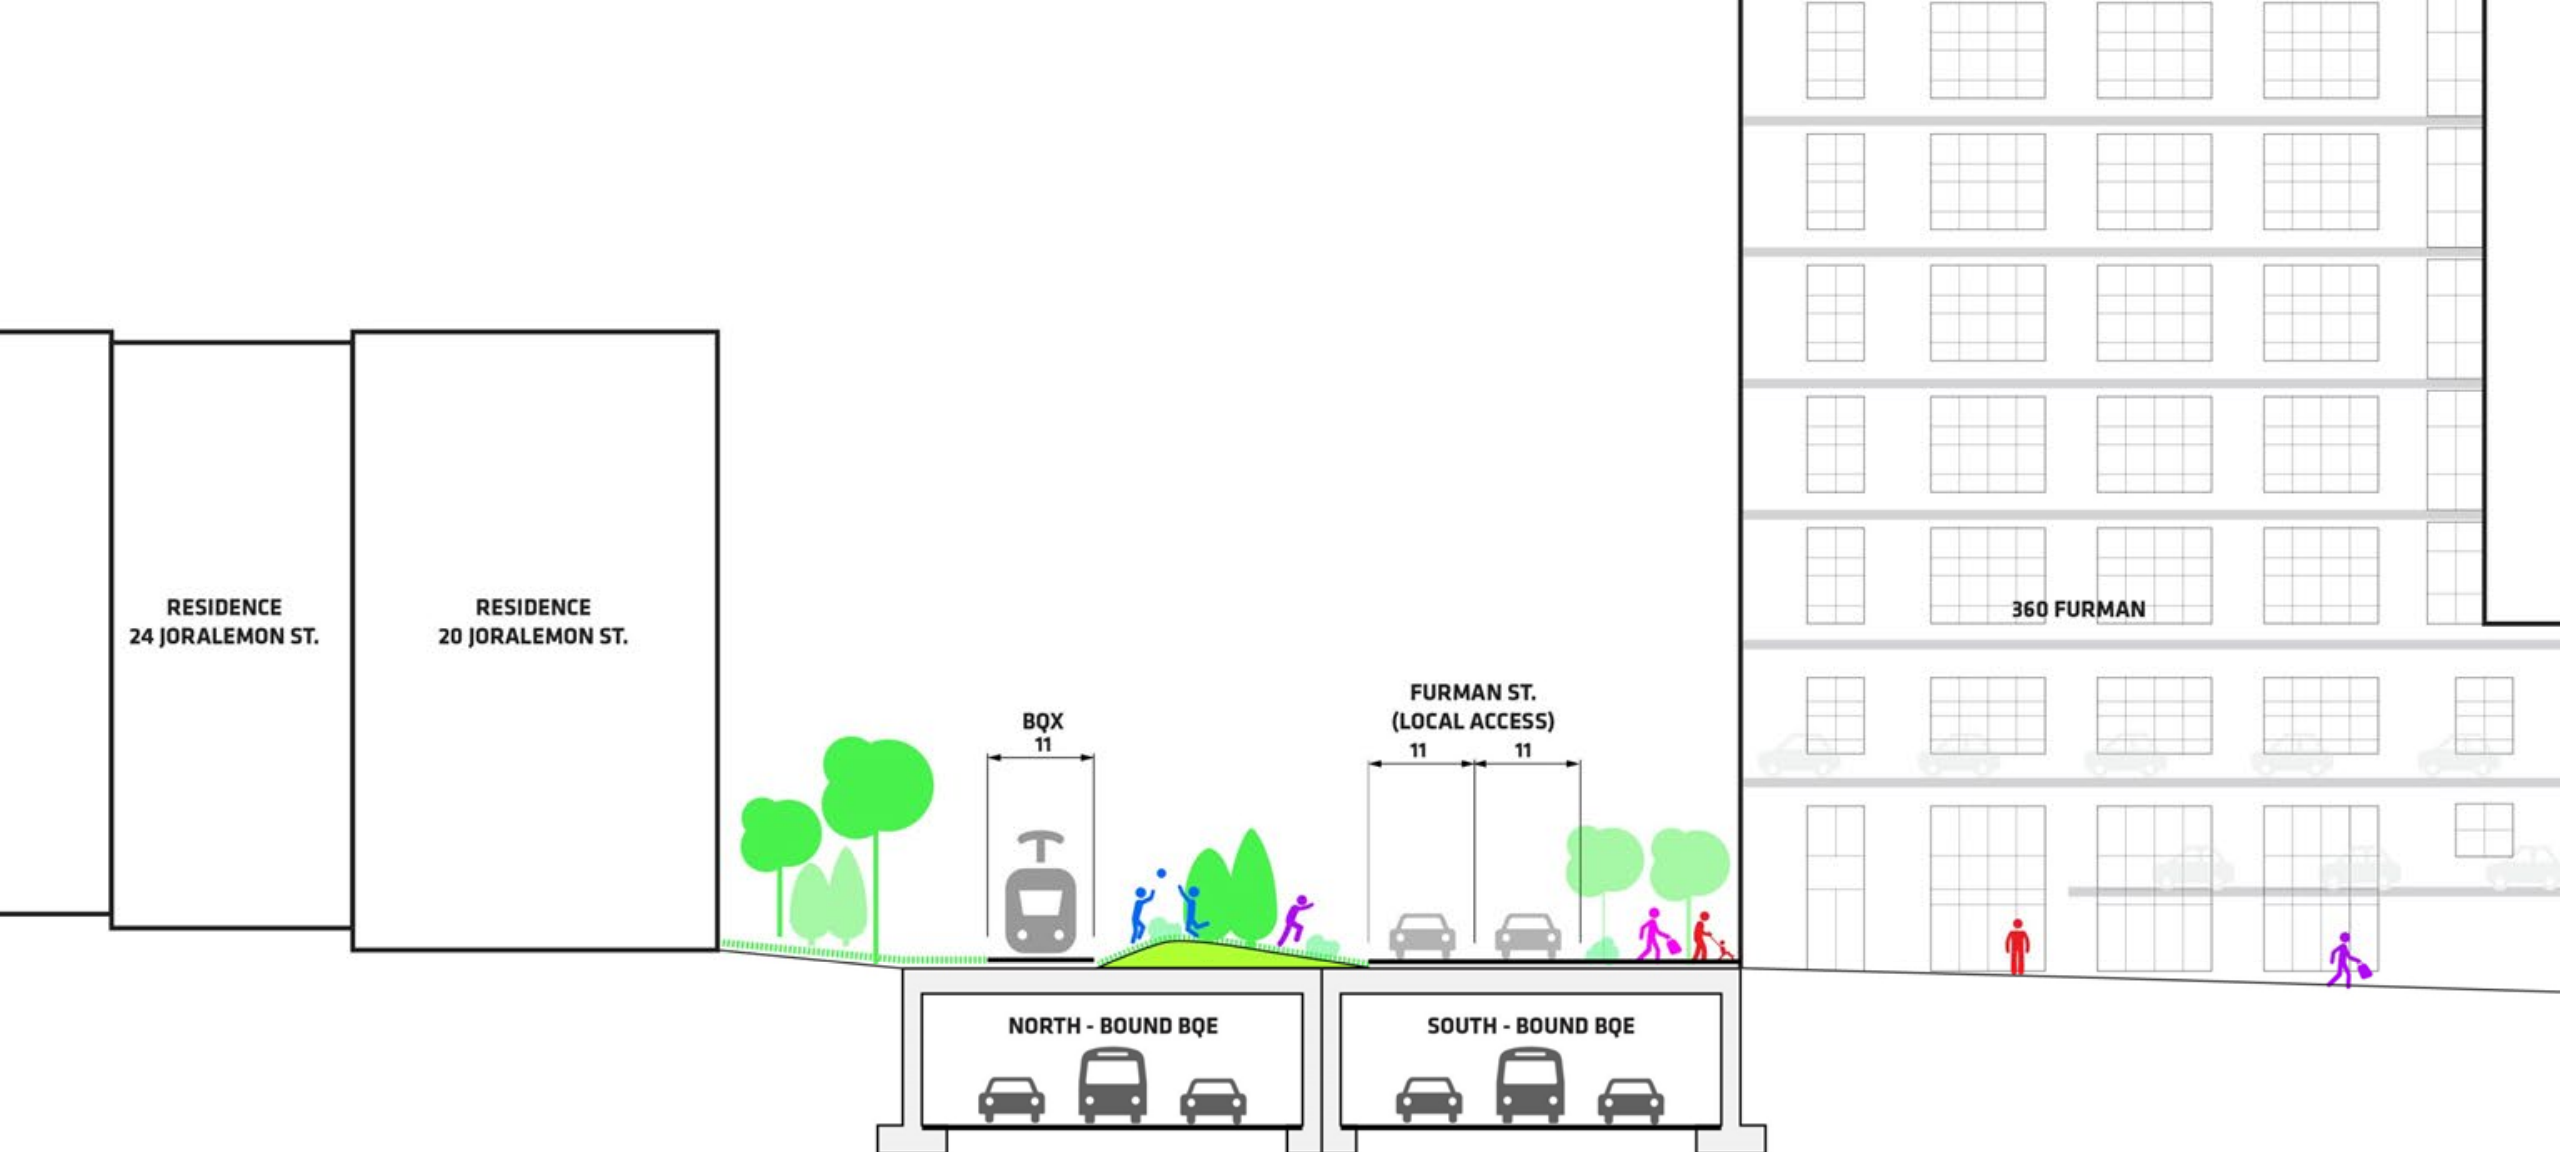 RESIDENCE
24 JORALEMON ST.
RESIDENCE
20 JORALEMON ST.
BQX
11
FURMAN ST.
(LOCAL ACCESS)
11 11
360 FURMAN
NORTH - BOUND BQE
SOUTH - BOUND BQE